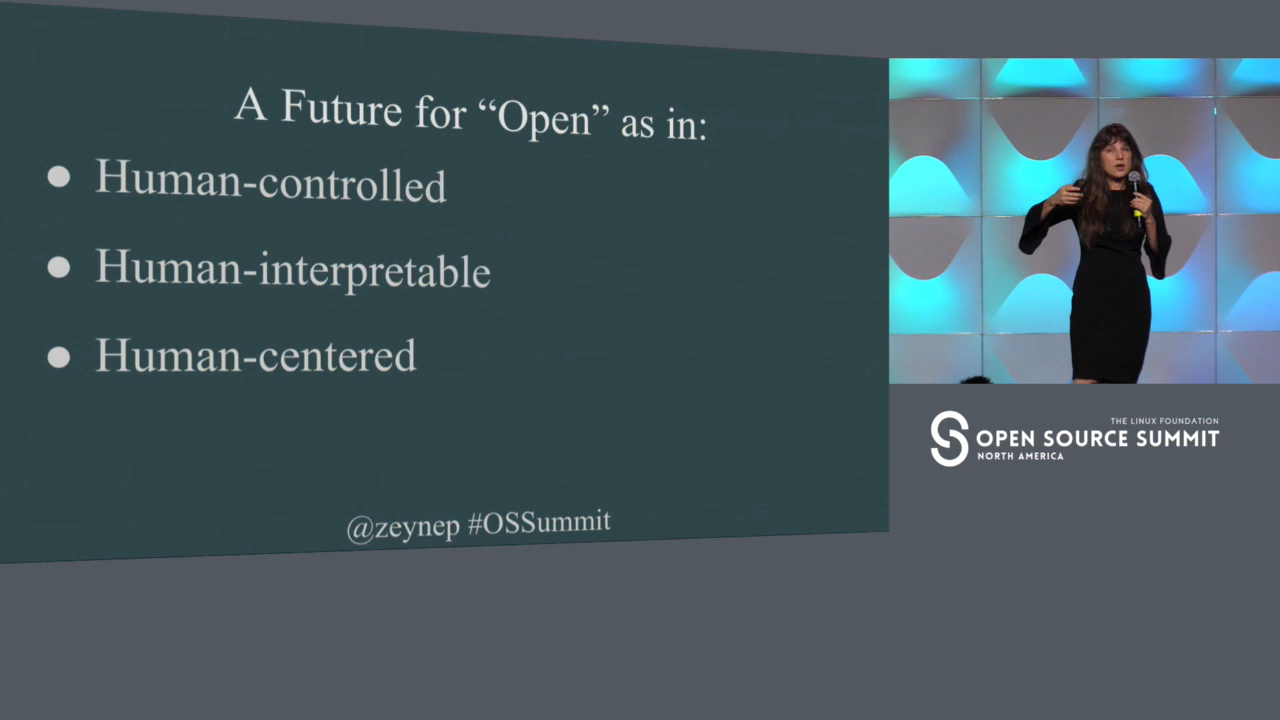 A Future for “Open” as in:
● Human-controlled
● Human-interpretable
● Human-centered
@zeynep #OSSummit
THE LINUX FOUNDATION
OPEN SOURCE SUMMIT
NORTH AMERICA